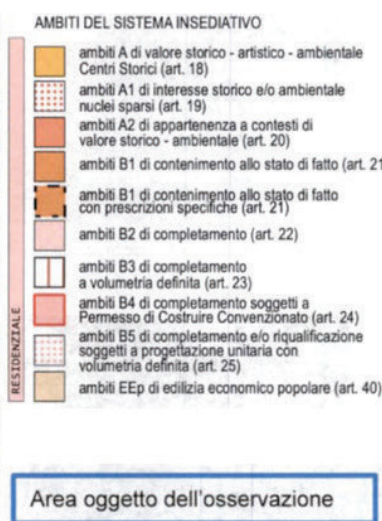 AMBITI DEL SISTEMA INSEDIATIVO
ambiti A di valore storico - artistico - ambientale
Centri Storici (art. 18)
ambiti A1 di interesse storico e/o ambientale
nuclei sparsi (art. 19)
ambiti A2 di appartenenza a contesti di
valore storico - ambientale (art. 20)
ambiti B1 di contenimento allo stato di fatto (art. 21
ambiti B1 di contenimento allo stato di fatto
con prescrizioni specifiche (art. 21)
ambiti B2 di completamento (art. 22)
ambiti B3 di completamento
a volumetria definita (art. 23)
ambiti B4 di completamento soggetti a
Permesso di Costruire Convenzionato (art. 24)
ambiti B5 di completamento e/o riqualificazione
soggetti a progettazione unitaria con
volumetria definita (art. 25)
ambiti EEp di edilizia economico popolare (art. 40)
RESIDENZIALE
Area oggetto dell'osservazione